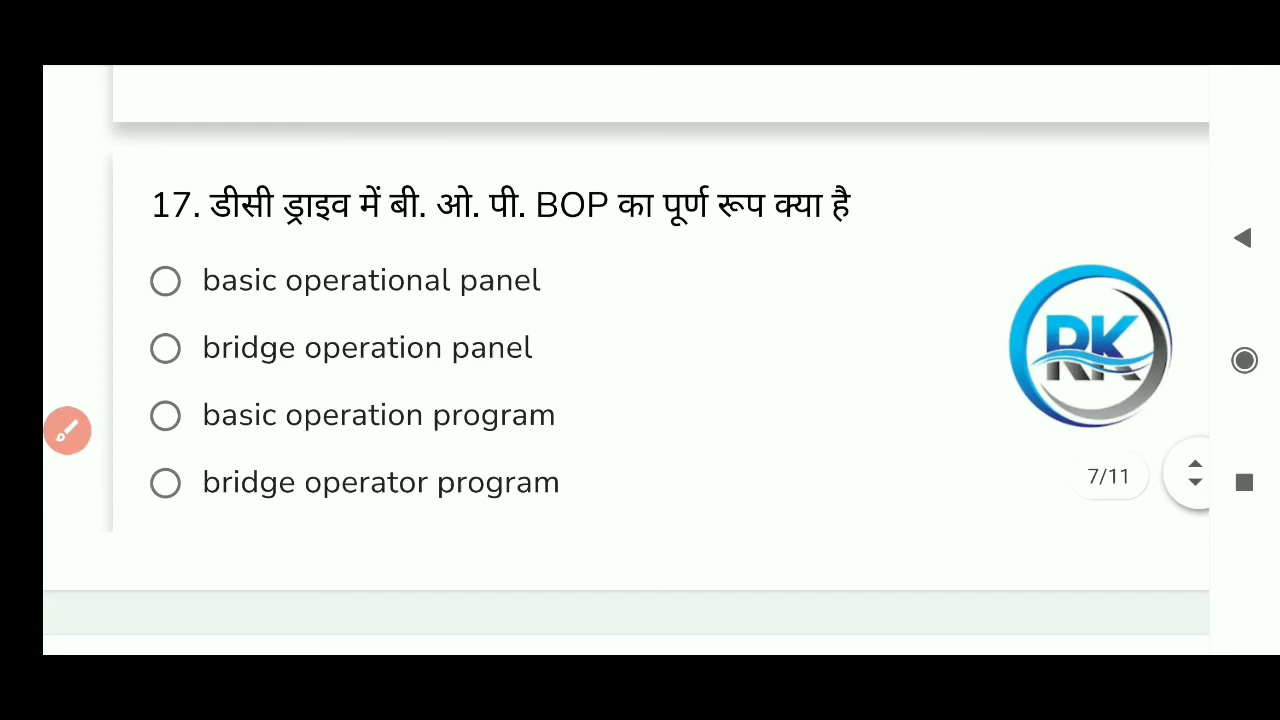 17. डीसी ड्राइव में बी. ओ. पी. BOP का पूर्ण रूप क्या है
basic operational panel
bridge operation panel
basic operation program
bridge operator program
RK
7/11